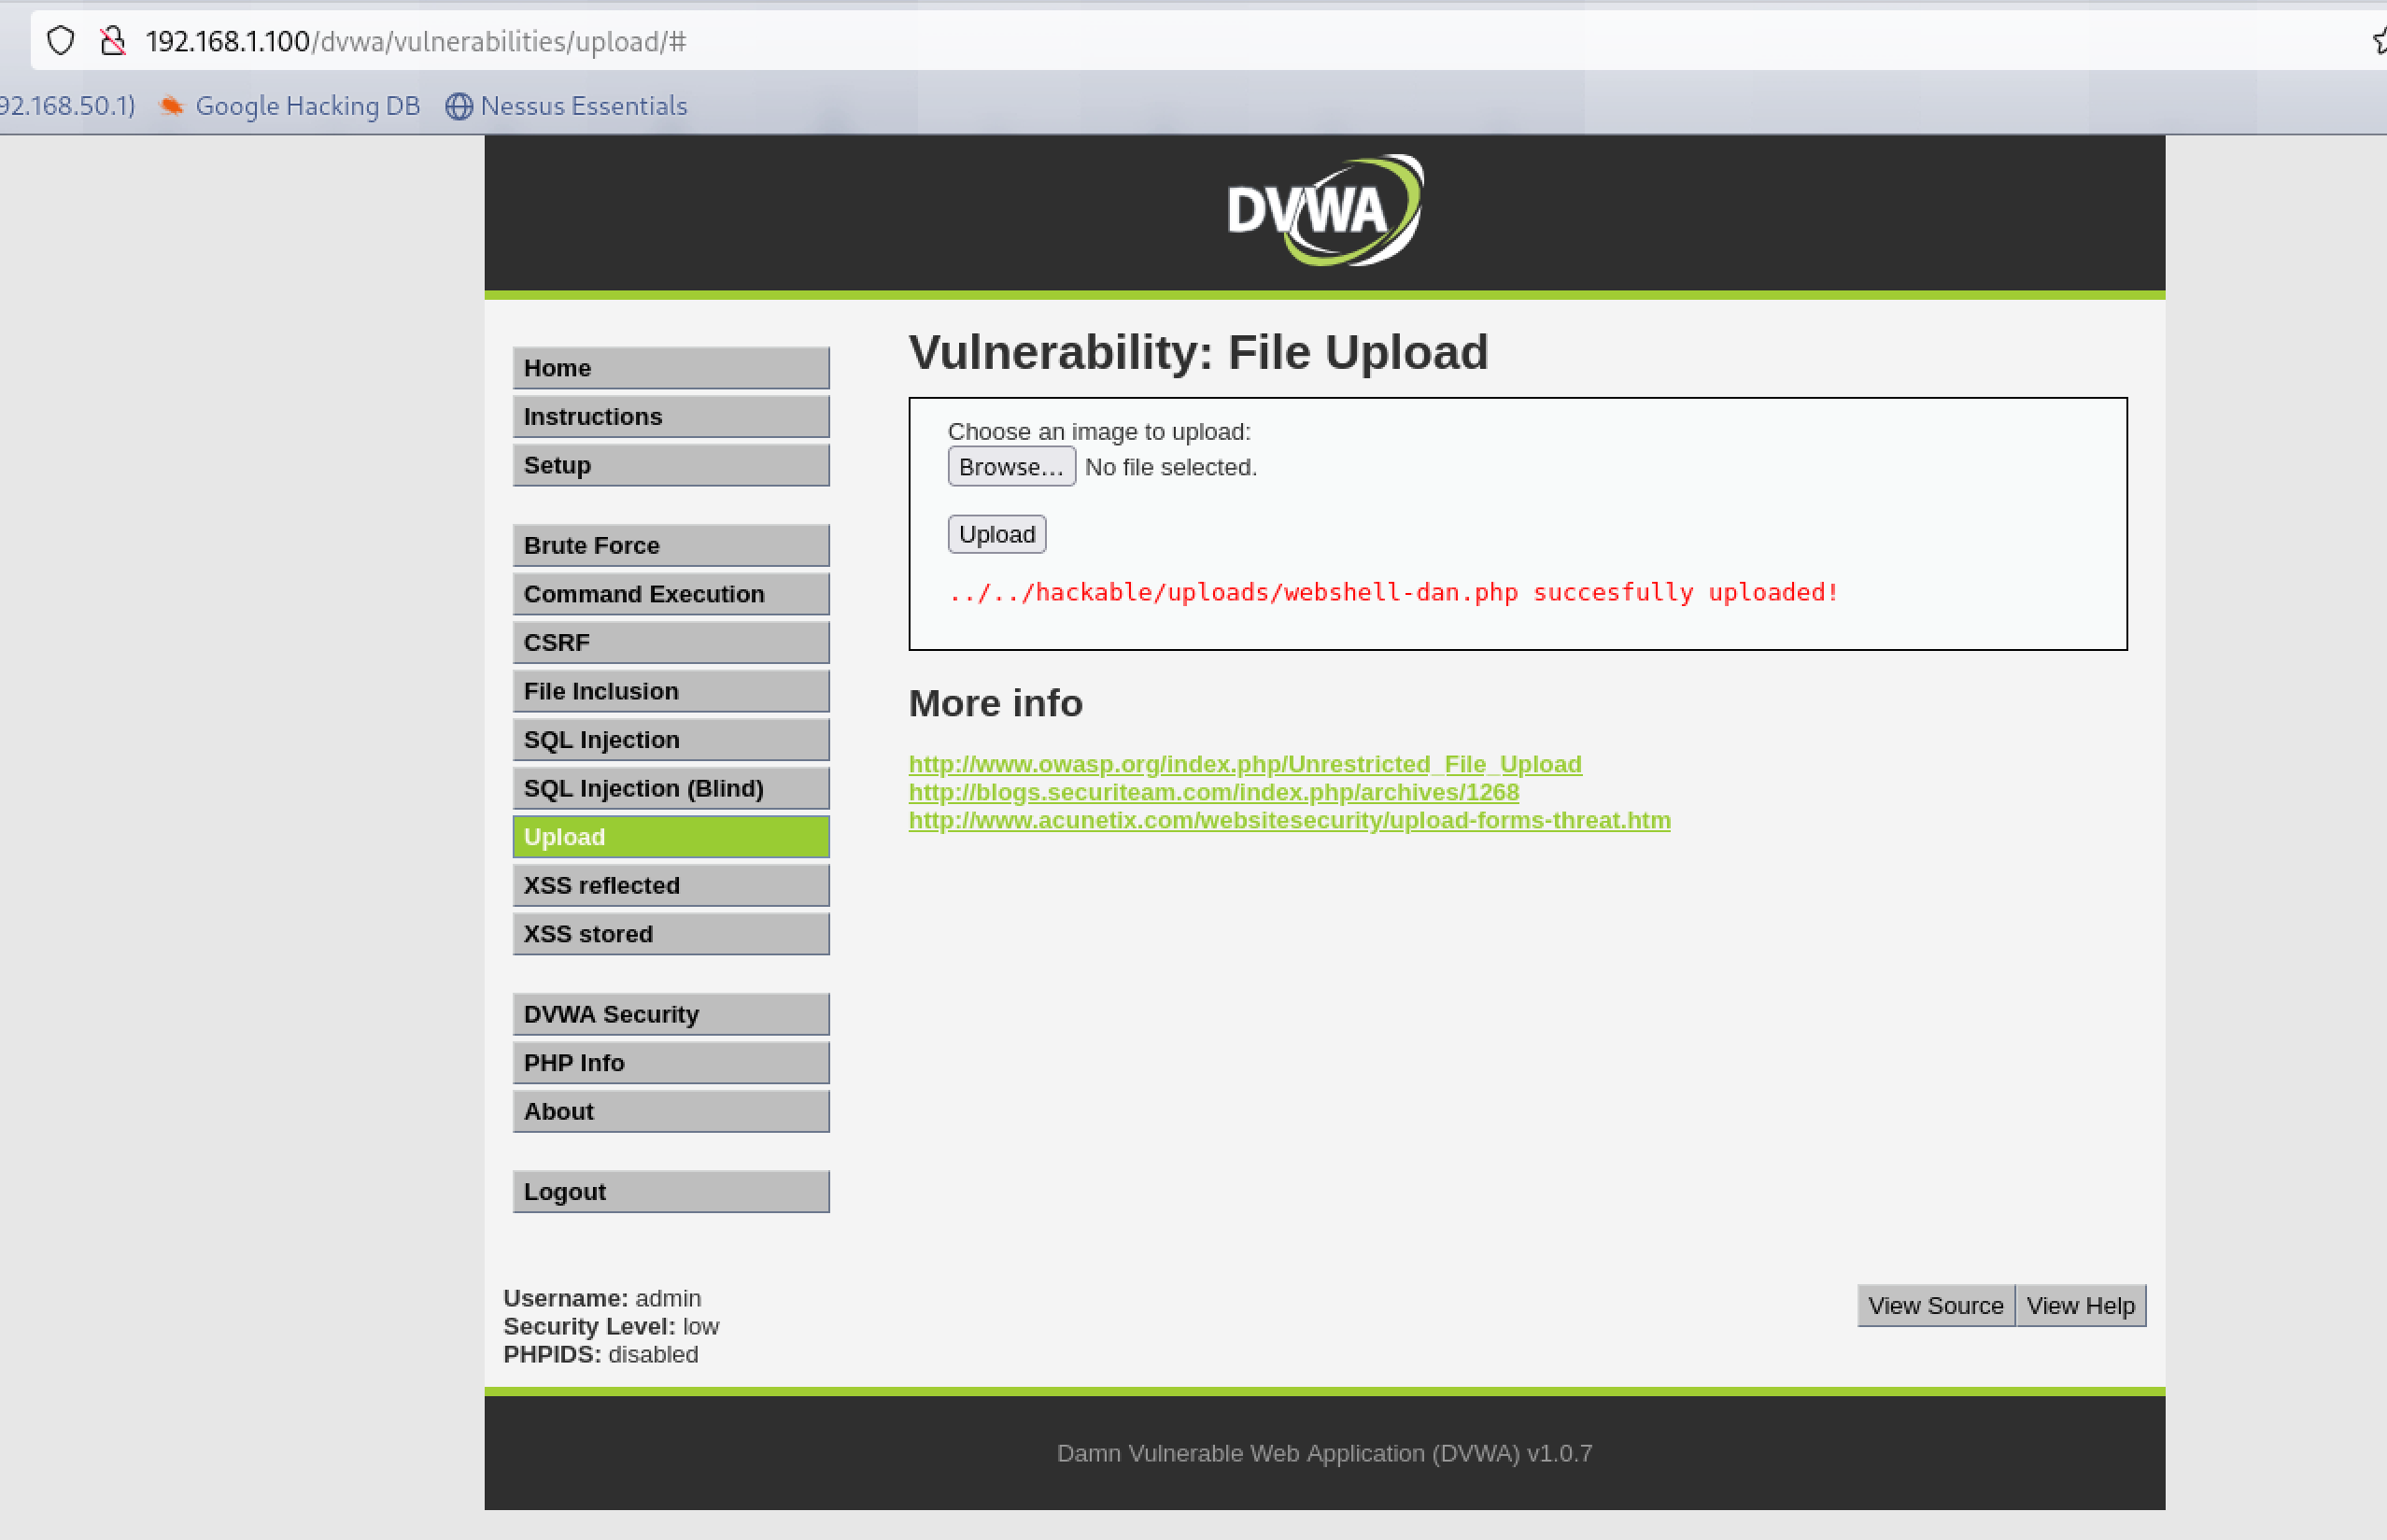 192.168.1.100/dvwa/vulnerabilities/upload/#
92.168.50.1) Google Hacking DB Nessus Essentials
DVWA
Home
Instructions
Setup
Brute Force
Command Execution
CSRF
File Inclusion
SQL Injection
SQL Injection (Blind)
Upload
XSS reflected
XSS stored
DVWA Security
PHP Info
About
Logout
Vulnerability: File Upload
Choose an image to upload:
Browse... No file selected.
Upload
../../hackable/uploads/webshell-dan.php succesfully uploaded!
More info
http://www.owasp.org/index.php/Unrestricted_File_Upload
http://blogs.securiteam.com/index.php/archives/1268
http://www.acunetix.com/websitesecurity/upload-forms-threat.htm
Username: admin
Security Level: low
PHPIDS: disabled
View Source View Help
Damn Vulnerable Web Application (DVWA) v1.0.7